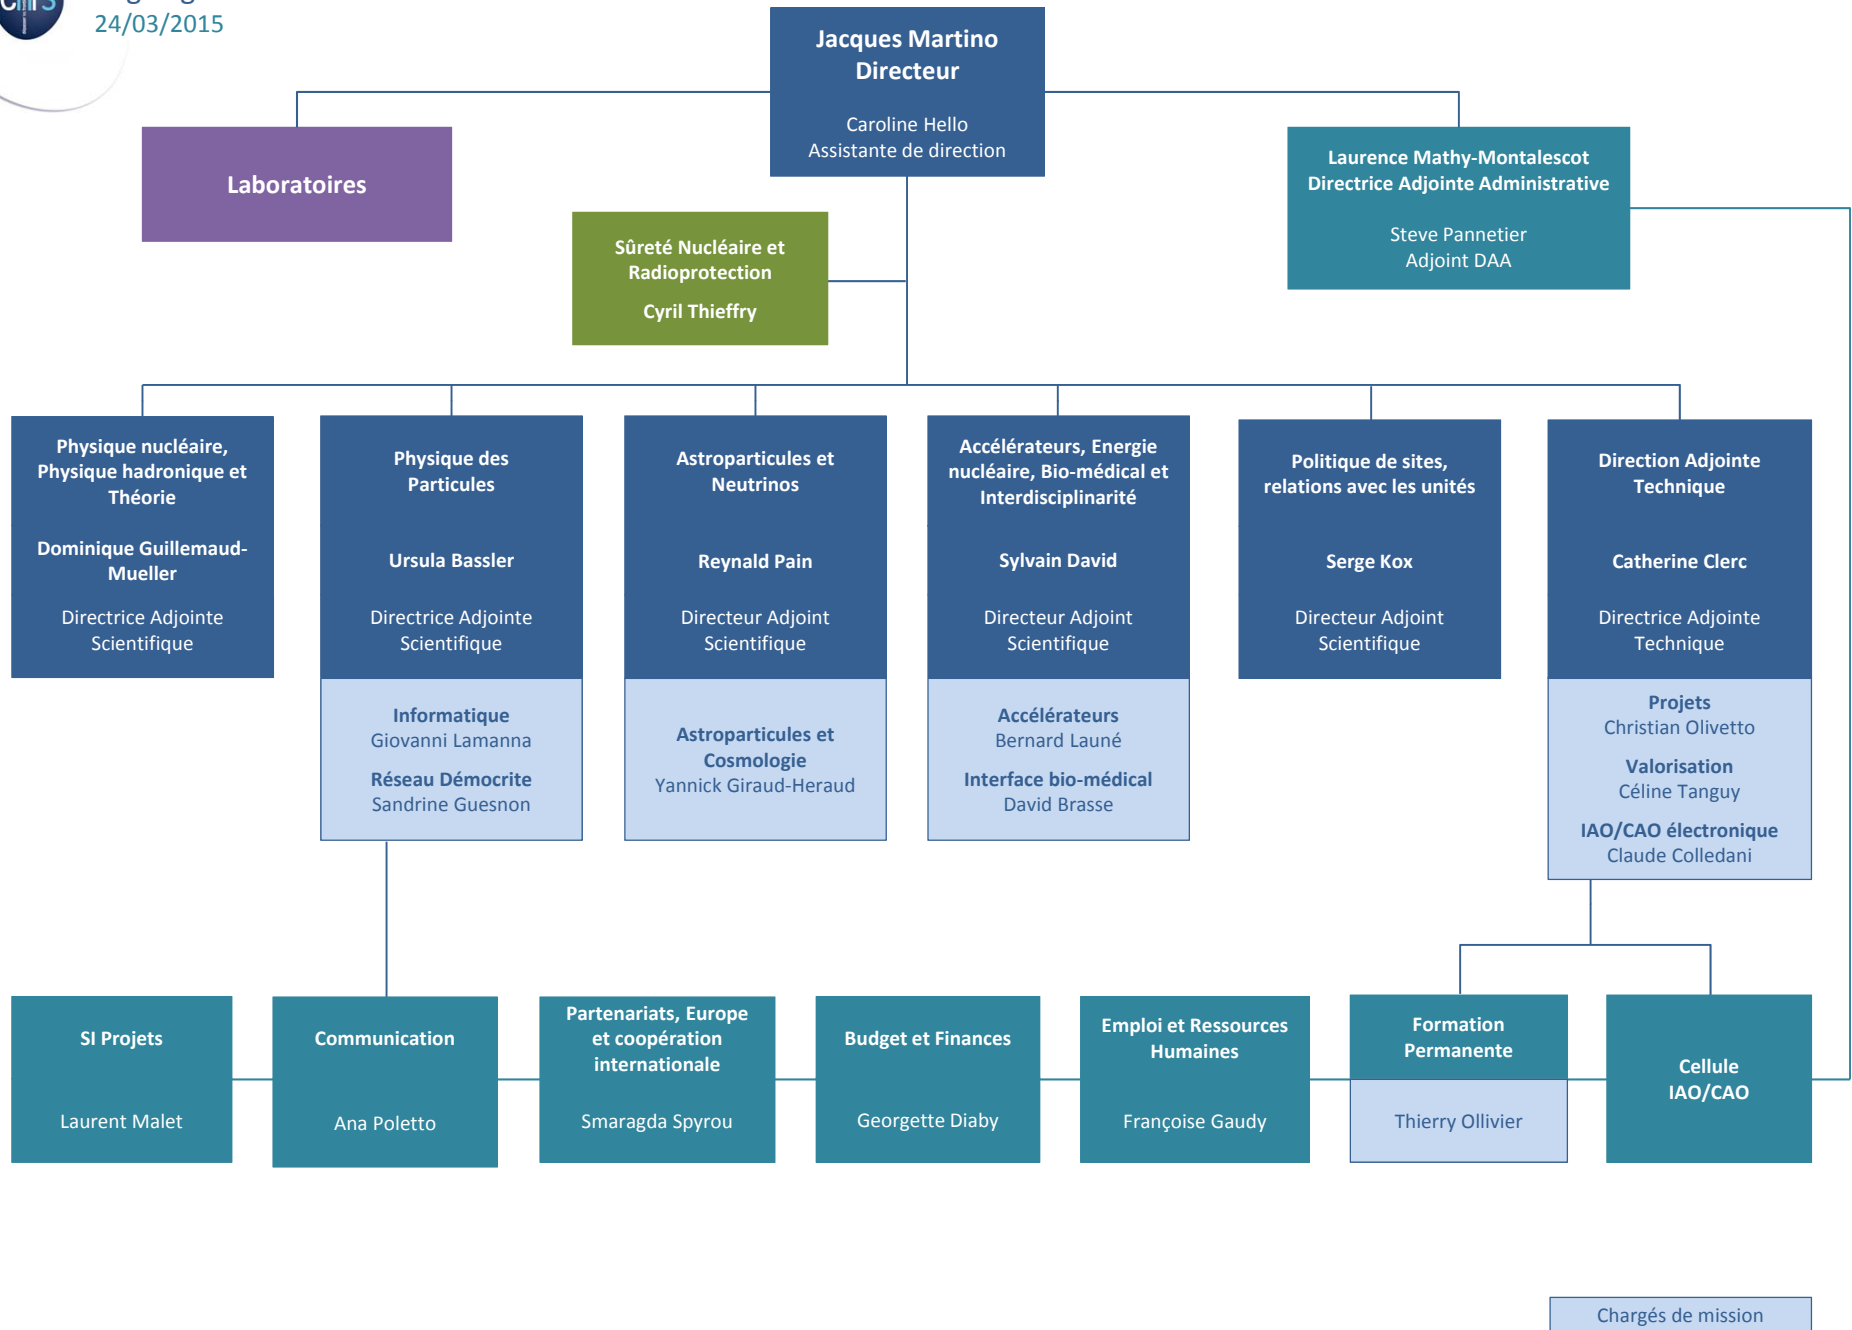 cnrs
24/03/2015
Jacques Martino
Directeur
Caroline Hello
Assistante de direction
Laboratoires
Laurence Mathy-Montalescot
Directrice Adjointe Administrative
Steve Pannetier
Adjoint DAA
Sûreté Nucléaire et
Radioprotection
Cyril Thieffry
Physique nucléaire,
Physique hadronique et
Théorie
Dominique Guillemaud-
Mueller
Directrice Adjointe
Scientifique
Physique des
Particules
Ursula Bassler
Directrice Adjointe
Scientifique
Informatique
Giovanni Lamanna
Réseau Démocrite
Sandrine Guesnon
Astroparticules et
Neutrinos
Reynald Pain
Directeur Adjoint
Scientifique
Astroparticules et
Cosmologie
Yannick Giraud-Heraud
Accélérateurs, Energie
nucléaire, Bio-médical et
Interdisciplinarité
Sylvain David
Directeur Adjoint
Scientifique
Accélérateurs
Bernard Launé
Interface bio-médical
David Brasse
Politique de sites,
relations avec les unités
Serge Kox
Directeur Adjoint
Scientifique
Direction Adjointe
Technique
Catherine Clerc
Directrice Adjointe
Technique
Projets
Christian Olivetto
Valorisation
Céline Tanguy
IAO/CAO électronique
Claude Colledani
SI Projets
Laurent Malet
Communication
Ana Poletto
Partenariats, Europe
et coopération
internationale
Smaragda Spyrou
Budget et Finances
Georgette Diaby
Emploi et Ressources
Humaines
Françoise Gaudy
Formation
Permanente
Thierry Ollivier
Cellule
IAO/CAO
Chargés de mission